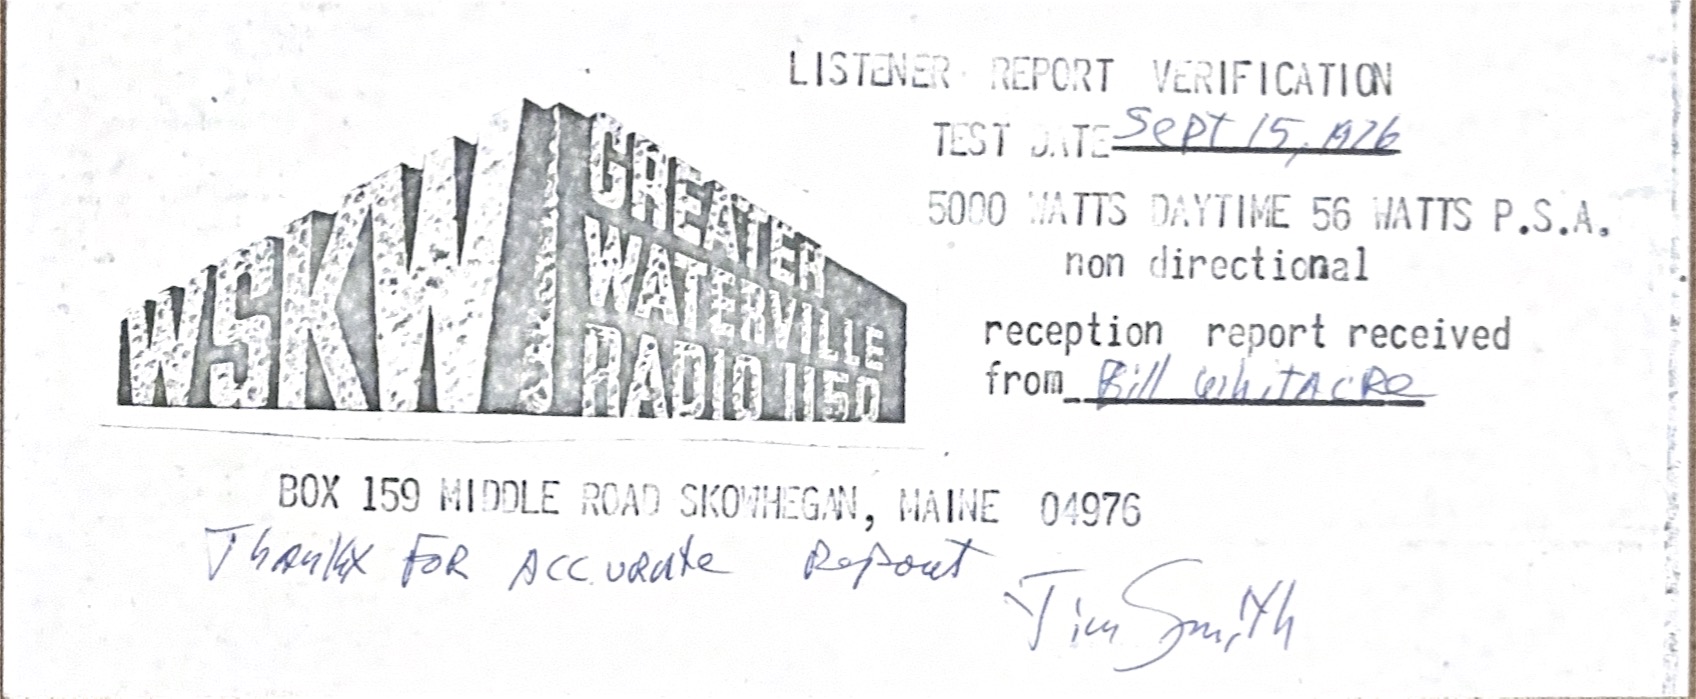 LISTENER REPORT VERIFICATION
TEST DATE Sept 15, 1976
5000 WATTS DAYTIME 56 WATTS P.S.A.
non directional
reception report received
from Bill Whitacre
WSKW
GREATER
WATERVILLE
RADIO 1150
BOX 159 MIDDLE ROAD SKOWHEGAN, MAINE 04976
Thankx FOR Accurate Report
Jim Smith